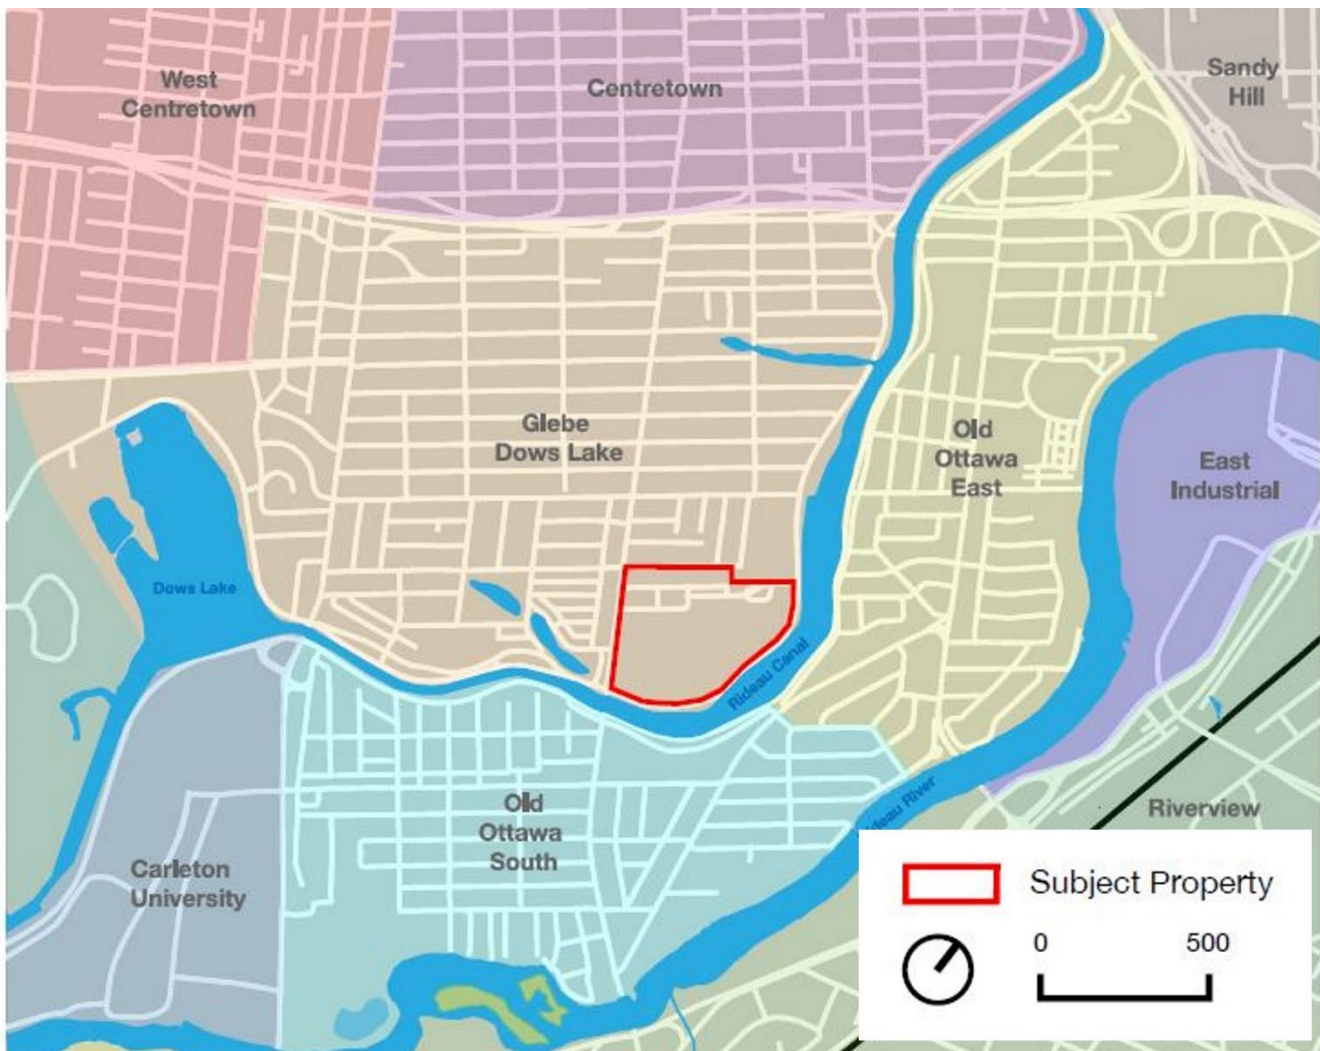 West
Centretown
Centretown
Sandy
Hill
Glebe
Dows Lake
Old
Ottawa
East
East
Industrial
Dows Lake
Rideau Canal
Old
Ottawa
South
Carleton
University
River
Riverview
Subject Property
0 500